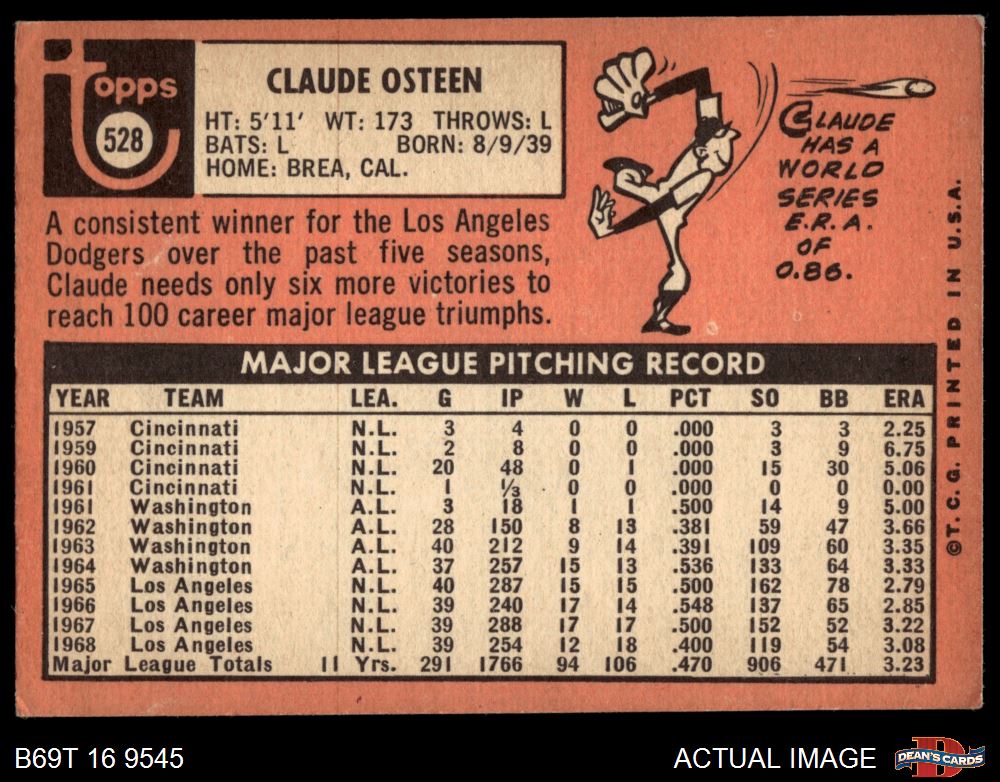 Topps
528
CLAUDE OSTEEN
HT: 5'11' WT: 173 THROWS: L
BATS: L BORN: 8/9/39
HOME: BREA, CAL.
A consistent winner for the Los Angeles
Dodgers over the past five seasons,
Claude needs only six more victories to
reach 100 career major league triumphs.
CLAUDE
HAS A
WORLD
SERIES
E.R.A.
OF
0.86.
©T.C.G. PRINTED IN U.S.A.
MAJOR LEAGUE PITCHING RECORD
YEAR TEAM LEA. G IP W L PCT SO BB ERA
1957 Cincinnati N.L. 3 4 0 0 .000 3 3 2.25
1959 Cincinnati N.L. 2 8 0 0 .000 3 9 6.75
1960 Cincinnati N.L. 20 48 0 1 .000 15 30 5.06
1961 Cincinnati N.L. 1 ⅓ 0 0 .000 0 0 0.00
1961 Washington A.L. 3 18 1 1 .500 14 9 5.00
1962 Washington A.L. 28 150 8 13 .381 59 47 3.66
1963 Washington A.L. 40 212 9 14 .391 109 60 3.35
1964 Washington A.L. 37 257 15 13 .536 133 64 3.33
1965 Los Angeles N.L. 40 287 15 15 .500 162 78 2.79
1966 Los Angeles N.L. 39 240 17 14 .548 137 65 2.85
1967 Los Angeles N.L. 39 288 17 17 .500 152 52 3.22
1968 Los Angeles N.L. 39 254 12 18 .400 119 54 3.08
Major League Totals 11 Yrs. 291 1766 94 106 .470 906 471 3.23
B69T 16 9545
ACTUAL IMAGE
D
DEAN'S CARDS